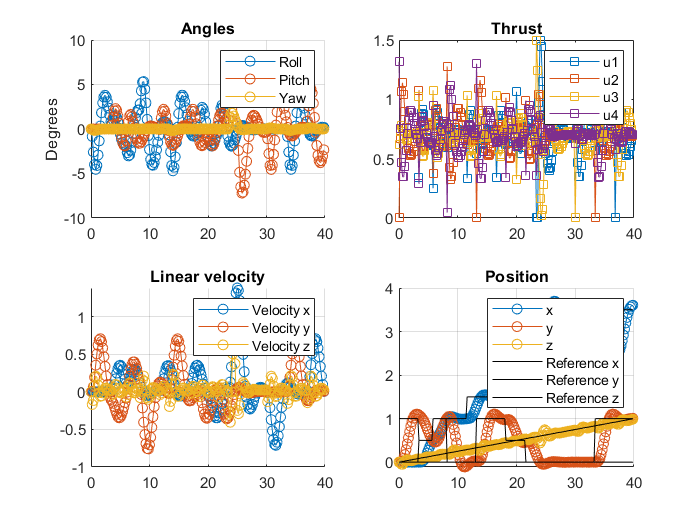 Angles
Degrees
10
5
0
-5
-10
0 10 20 30 40
Roll
Pitch
Yaw
Thrust
1.5
1
0.5
0
0 10 20 30 40
u1
u2
u3
u4
Linear velocity
1
0.5
0
-0.5
-1
0 10 20 30 40
Velocity x
Velocity y
Velocity z
Position
4
3
2
1
0
0 10 20 30 40
x
y
z
Reference x
Reference y
Reference z